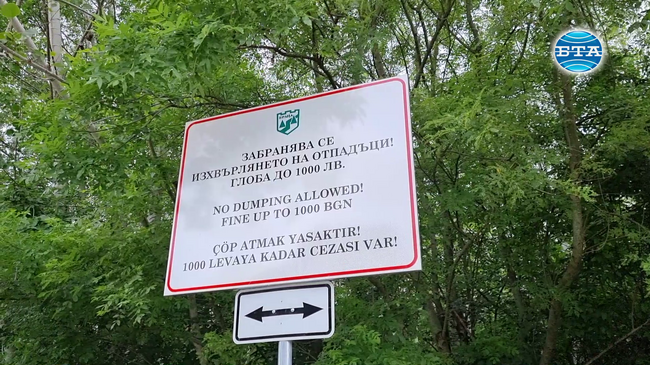 БТА
ЗАБРАНЯВА СЕ
ИЗХВЪРЛЯНЕТО НА ОТПАДЪЦИ!
ГЛОБА ДО 1000 ЛВ.
NO DUMPING ALLOWED!
FINE UP TO 1000 BGN
ÇÖP ATMAK YASAKTIR!
1000 LEVAYA KADAR CEZASI VAR!